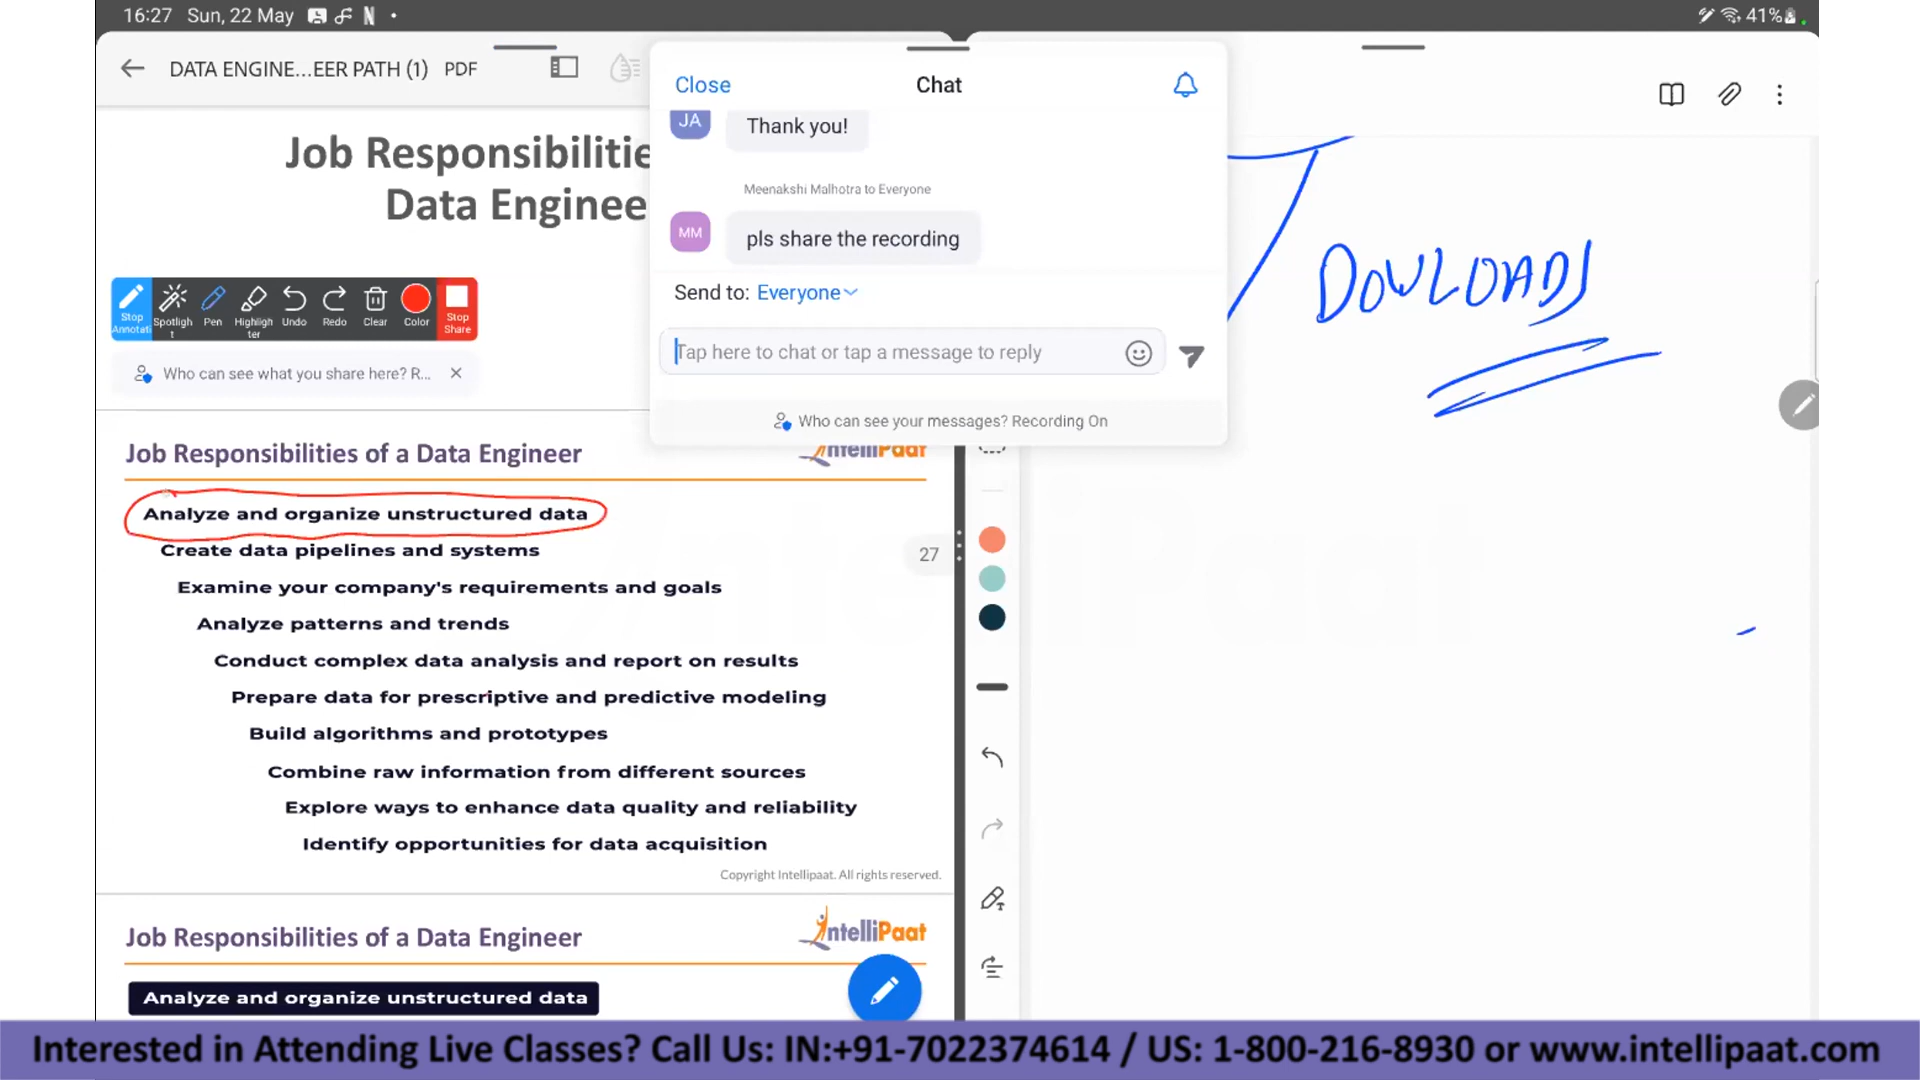 16:27 Sun, 22 May
41%
DATA ENGINE...EER PATH (1) PDF
Job Responsibilitie
Data Enginee
Stop Annotati
Spotlight
Pen
Highlighter
Undo
Redo
Clear
Color
Stop Share
Who can see what you share here? R...
Close
Chat
JA
Thank you!
Meenakshi Malhotra to Everyone
MM
pls share the recording
Send to: Everyone
Tap here to chat or tap a message to reply
Who can see your messages? Recording On
DOWLOADS
Job Responsibilities of a Data Engineer
IntelliPaat
Analyze and organize unstructured data
Create data pipelines and systems
27
Examine your company's requirements and goals
Analyze patterns and trends
Conduct complex data analysis and report on results
Prepare data for prescriptive and predictive modeling
Build algorithms and prototypes
Combine raw information from different sources
Explore ways to enhance data quality and reliability
Identify opportunities for data acquisition
Copyright Intellipaat. All rights reserved.
Job Responsibilities of a Data Engineer
IntelliPaat
Analyze and organize unstructured data
Interested in Attending Live Classes? Call Us: IN:+91-7022374614 / US: 1-800-216-8930 or www.intellipaat.com